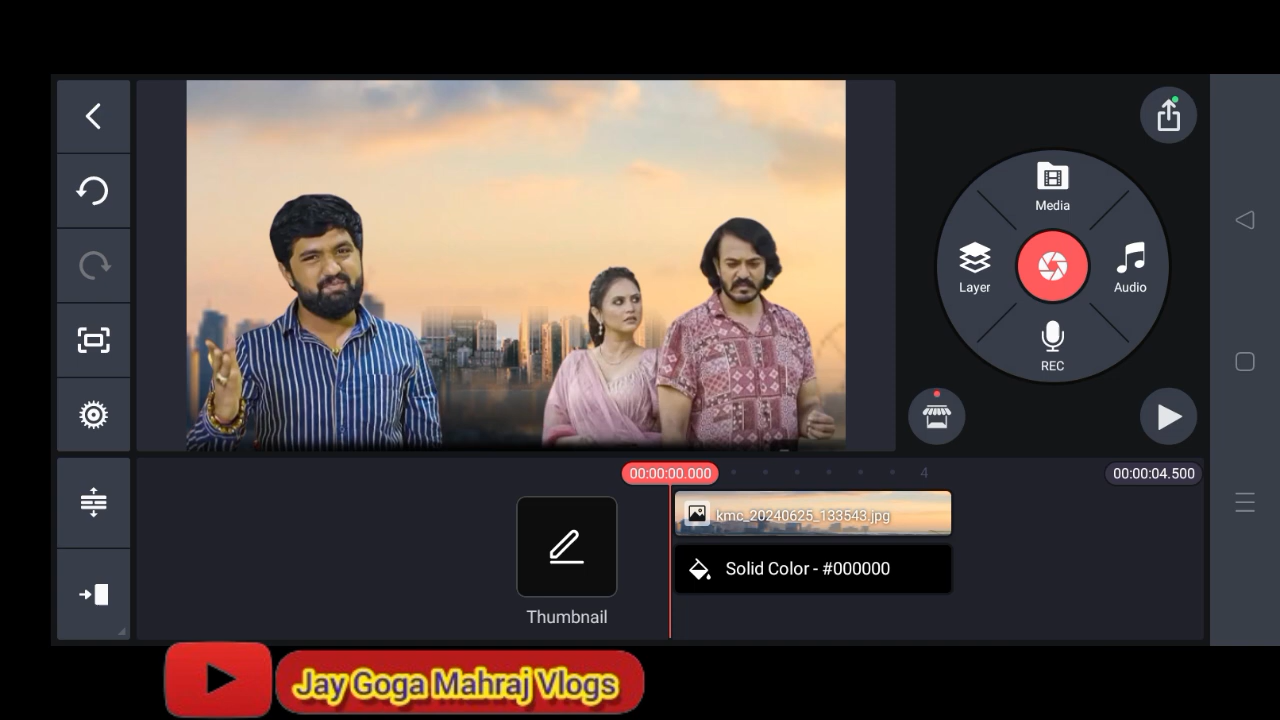 Media
Layer
Audio
REC
00:00:00.000
4
00:00:04.500
kmc_20240625_133543.jpg
Solid Color - #000000
Thumbnail
Jay Goga Mahraj Vlogs